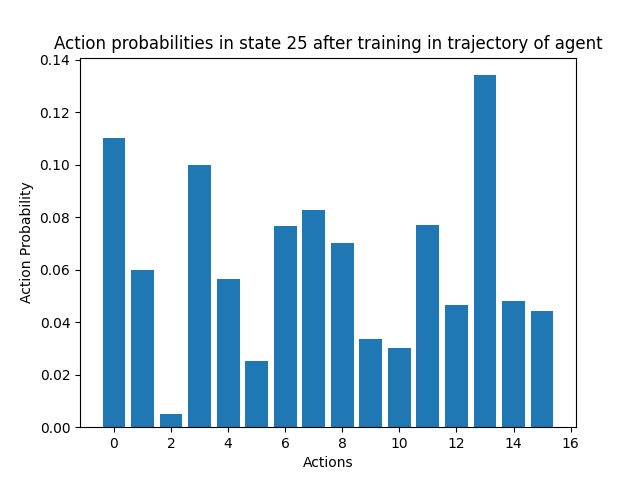 Action probabilities in state 25 after training in trajectory of agent
0.14
0.12
0.10
0.08
0.06
0.04
0.02
0.00
Action Probability
0 2 4 6 8 10 12 14 16
Actions